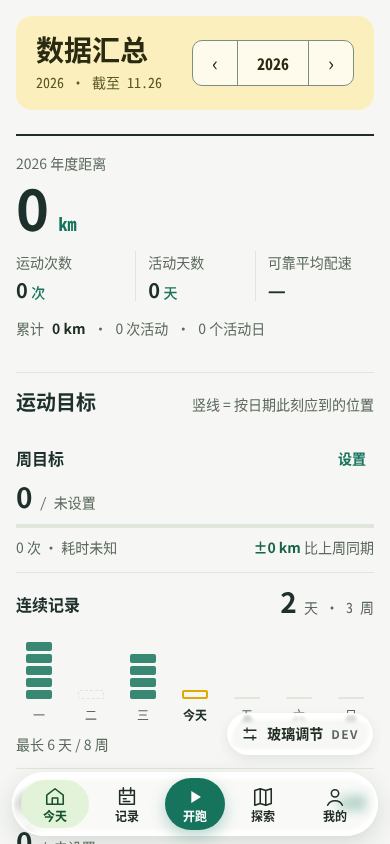 数据汇总
2026 · 截至 11.26
‹ 2026 ›
2026 年度距离
0 km
运动次数 活动天数 可靠平均配速
0 次 0 天 —
累计 0 km · 0 次活动 · 0 个活动日
运动目标 竖线 = 按日期此刻应到的位置
周目标 设置
0 / 未设置
0 次 · 耗时未知 ±0 km 比上周同期
连续记录 2 天 · 3 周
一 二 三 今天 五 六 日
最长 6 天 / 8 周
玻璃调节 DEV
今天 记录 开跑 探索 我的